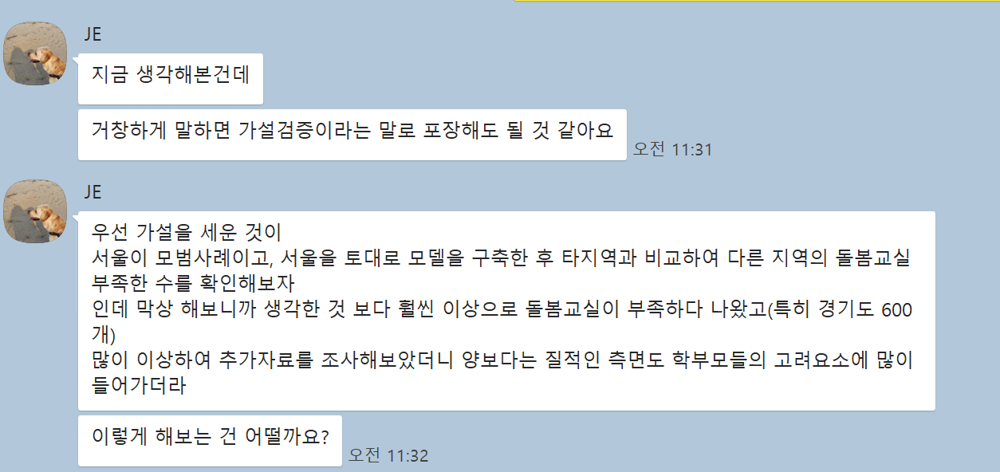 JE
지금 생각해본건데
거창하게 말하면 가설검증이라는 말로 포장해도 될 것 같아요
오전 11:31
JE
우선 가설을 세운 것이
서울이 모범사례이고, 서울을 토대로 모델을 구축한 후 타지역과 비교하여 다른 지역의 돌봄교실
부족한 수를 확인해보자
인데 막상 해보니까 생각한 것 보다 훨씬 이상으로 돌봄교실이 부족하다 나왔고(특히 경기도 600
개)
많이 이상하여 추가자료를 조사해보았더니 양보다는 질적인 측면도 학부모들의 고려요소에 많이
들어가더라
이렇게 해보는 건 어떨까요?
오전 11:32